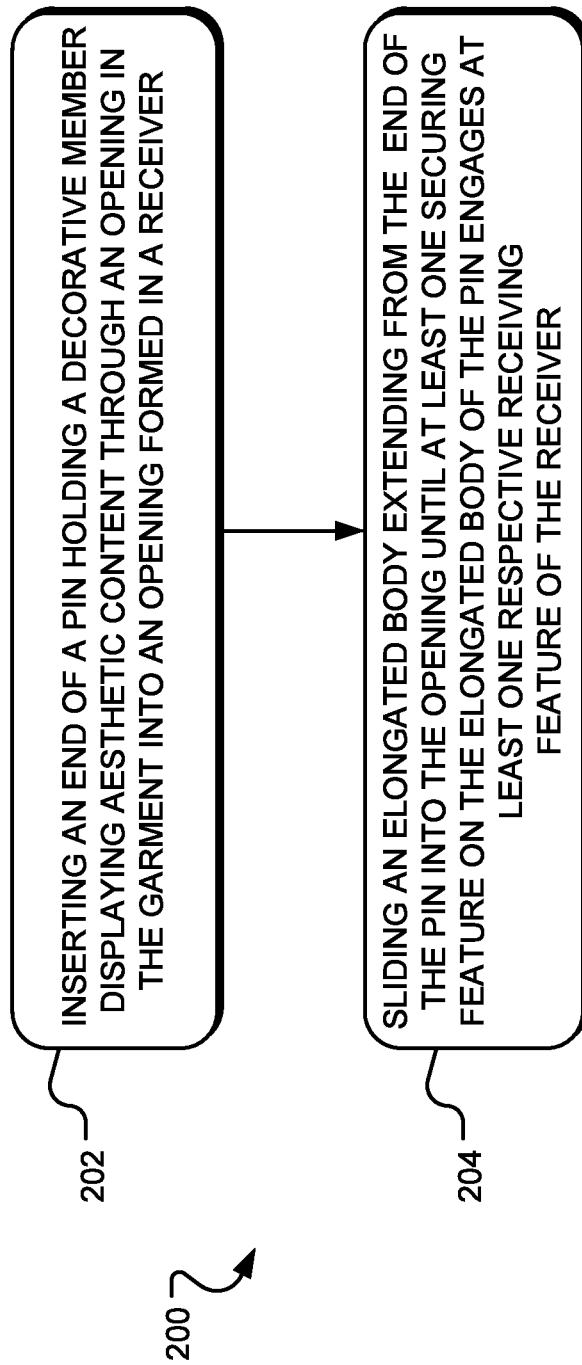 200
202
INSERTING AN END OF A PIN HOLDING A DECORATIVE MEMBER
DISPLAYING AESTHETIC CONTENT THROUGH AN OPENING IN
THE GARMENT INTO AN OPENING FORMED IN A RECEIVER
204
SLIDING AN ELONGATED BODY EXTENDING FROM THE END OF
THE PIN INTO THE OPENING UNTIL AT LEAST ONE SECURING
FEATURE ON THE ELONGATED BODY OF THE PIN ENGAGES AT
LEAST ONE RESPECTIVE RECEIVING
FEATURE OF THE RECEIVER